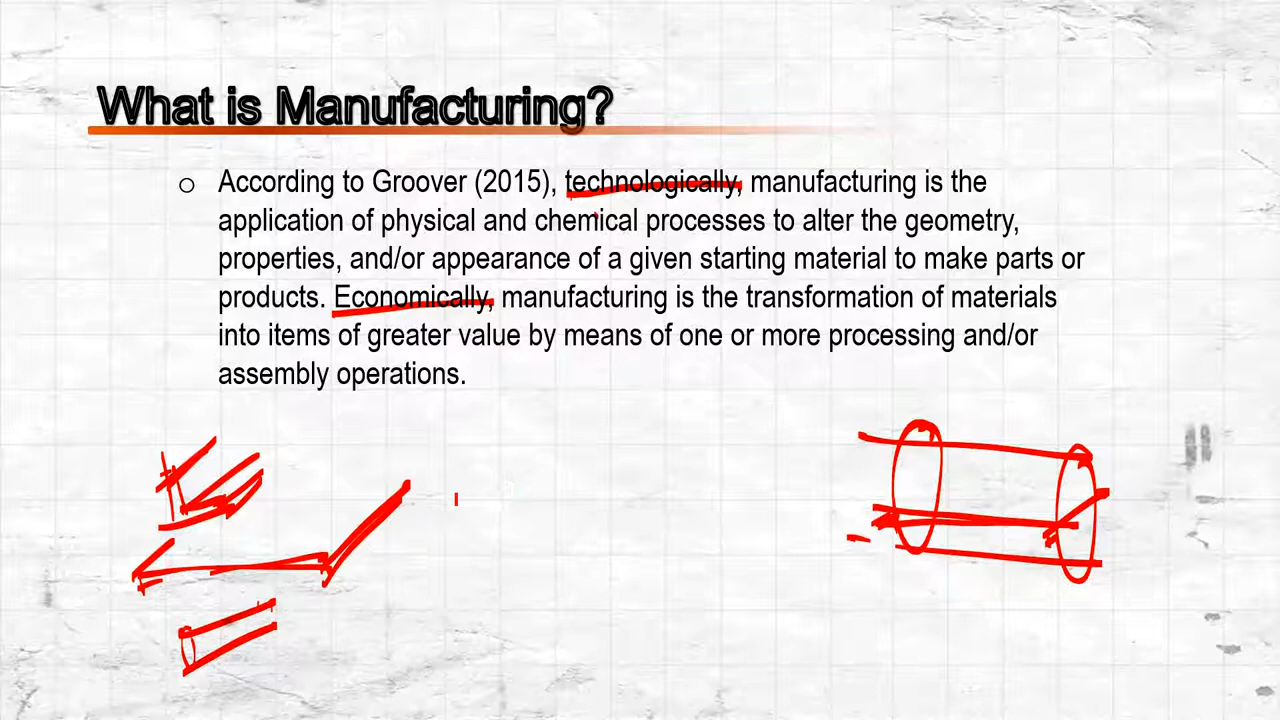 What is Manufacturing?
o According to Groover (2015), technologically, manufacturing is the
application of physical and chemical processes to alter the geometry,
properties, and/or appearance of a given starting material to make parts or
products. Economically, manufacturing is the transformation of materials
into items of greater value by means of one or more processing and/or
assembly operations.